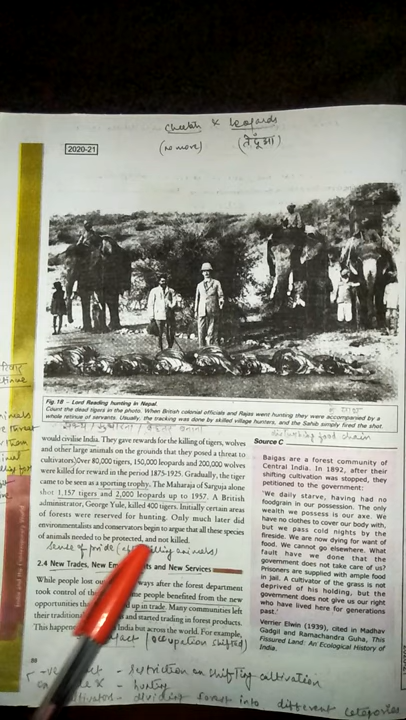 Cheetah x leopards
2020-21
(no more) (तेंदुआ)
Fig.18 – Lord Reading hunting in Nepal.
Count the dead tigers in the photo. When British colonial officials and Rajas went hunting they were accompanied by a
whole retinue of servants. Usually, the tracking was done by skilled village hunters, and the Sahib simply fired the shot.
food chain
would civilise India. They gave rewards for the killing of tigers, wolves
and other large animals on the grounds that they posed a threat to
cultivators. Over 80,000 tigers, 150,000 leopards and 200,000 wolves
were killed for reward in the period 1875-1925. Gradually, the tiger
came to be seen as a sporting trophy. The Maharaja of Sarguja alone
shot 1,157 tigers and 2,000 leopards up to 1957. A British
administrator, George Yule, killed 400 tigers. Initially certain areas
of forests were reserved for hunting. Only much later did
environmentalists and conservators begin to argue that all these species
of animals needed to be protected, and not killed.
sense of pride ( killing animals)
2.4 New Trades, New Em ts and New Services
While people lost ou ways after the forest department
took control of the me people benefited from the new
opportunities tha d up in trade. Many communities left
their tradition and started trading in forest products.
This happe India but across the world. For example,
(occupation shifted)
Source C
Baigas are a forest community of
Central India. In 1892, after their
shifting cultivation was stopped, they
petitioned to the government:
"We daily starve, having had no
foodgrain in our possession. The only
wealth we possess is our axe. We
have no clothes to cover our body with,
but we pass cold nights by the
fireside. We are now dying for want of
food. We cannot go elsewhere. What
fault have we done that the
government does not take care of us?
Prisoners are supplied with ample food
in jail. A cultivator of the grass is not
deprived of his holding, but the
government does not give us our right
who have lived here for generations
past."
Verrier Elwin (1939), cited in Madhav
Gadgil and Ramachandra Guha, This
Fissured Land: An Ecological History of
India.
India and the Contemporary World
restriction on shifting cultivation
hunting
dividing forest into different categories